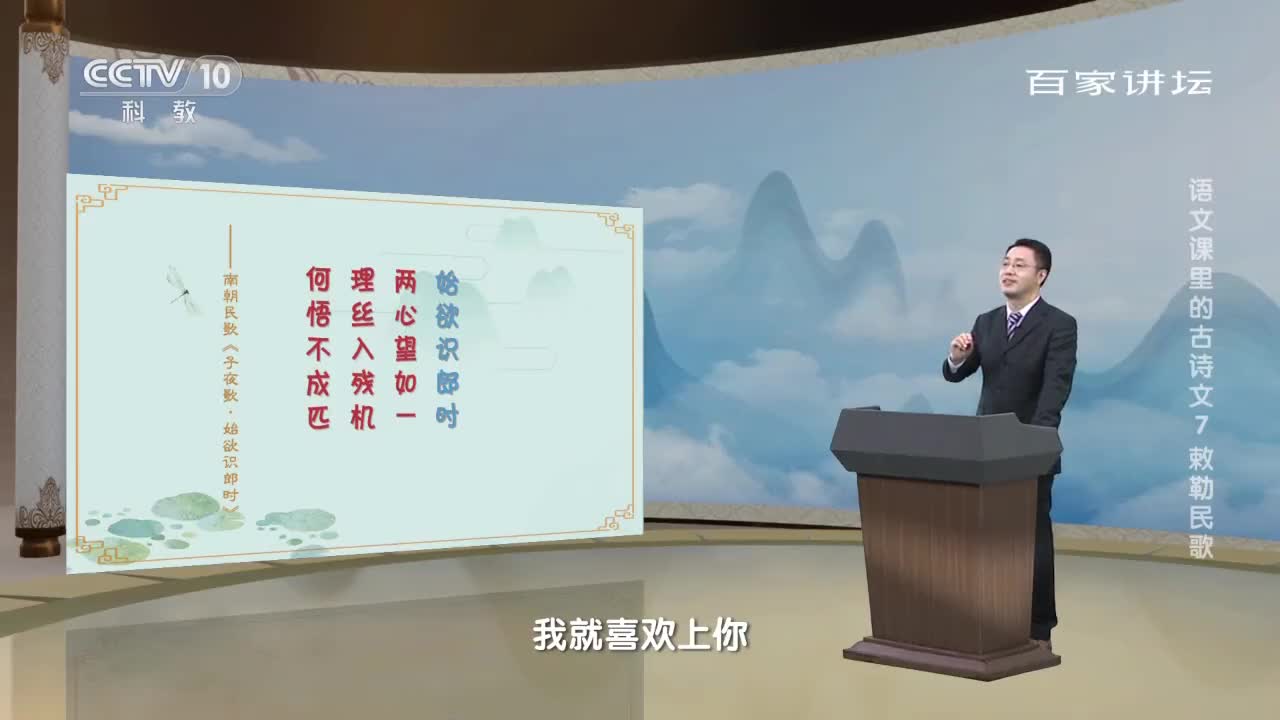 CCTV 10
科教
百家讲坛
始欲识郎时
两心望如一
理丝入残机
何悟不成匹
——南朝民歌《子夜歌·始欲识郎时》
语文课里的古诗文 7 敕勒民歌
我就喜欢上你